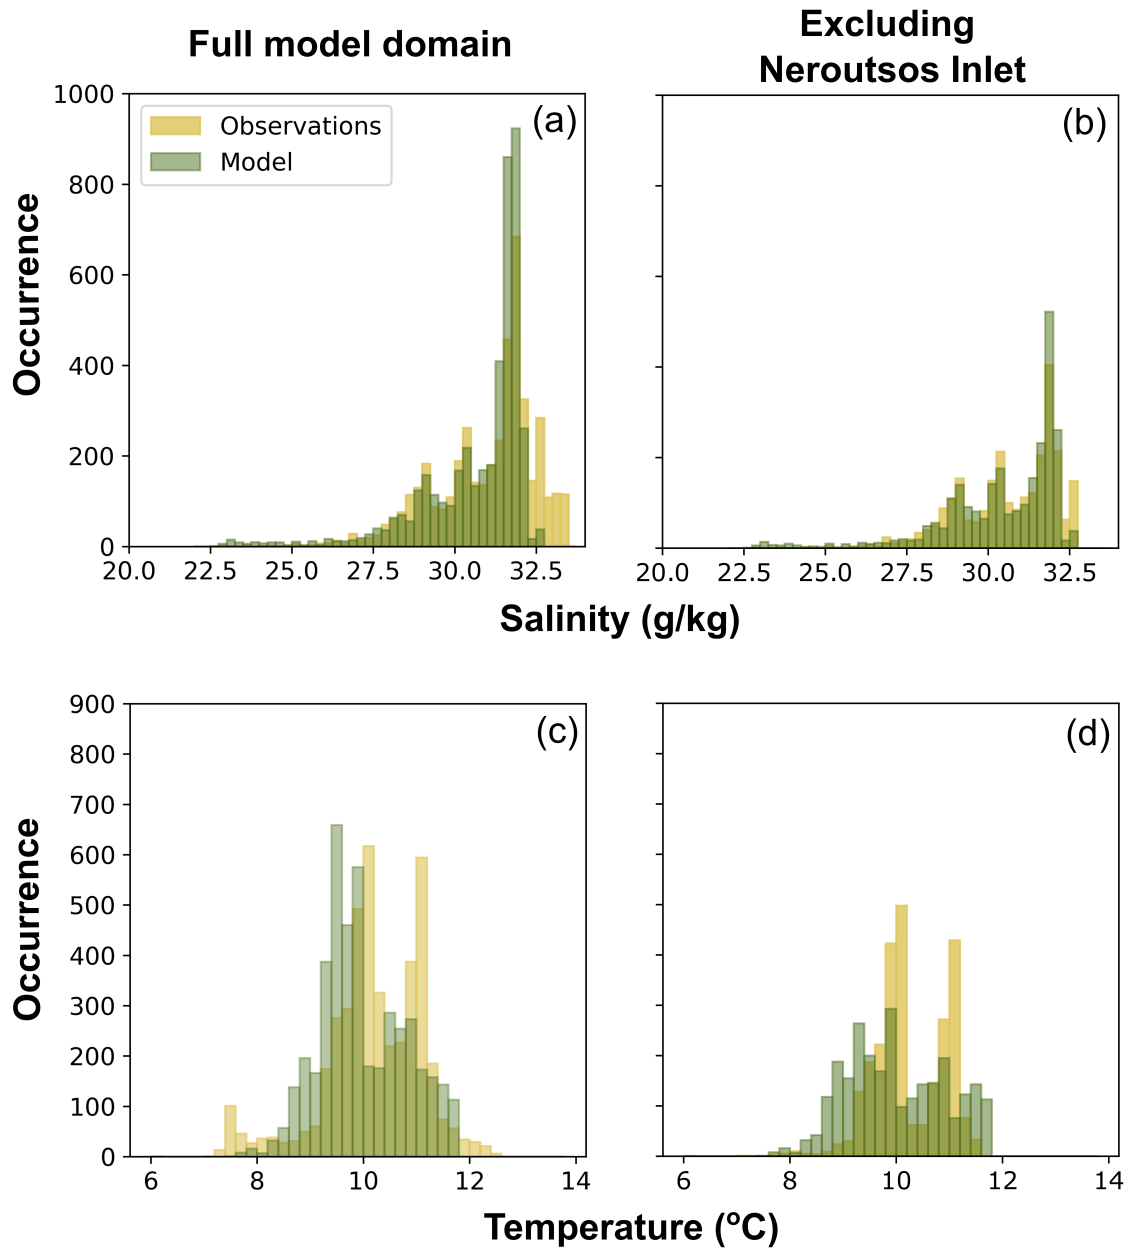 Full model domain
Excluding
Neroutsos Inlet
1000
800
600
400
200
0
Occurrence
Observations
Model
(a)
20.0 22.5 25.0 27.5 30.0 32.5
(b)
20.0 22.5 25.0 27.5 30.0 32.5
Salinity (g/kg)
900
800
700
600
500
400
300
200
100
0
Occurrence
(c)
6 8 10 12 14
(d)
6 8 10 12 14
Temperature (ºC)